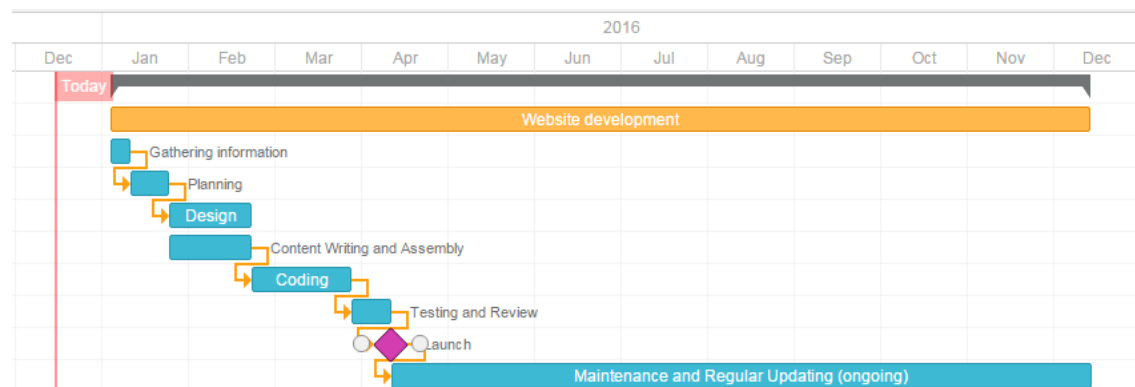 2016
Dec Jan Feb Mar Apr May Jun Jul Aug Sep Oct Nov Dec
Today
Website development
Gathering information
Planning
Design
Content Writing and Assembly
Coding
Testing and Review
Launch
Maintenance and Regular Updating (ongoing)